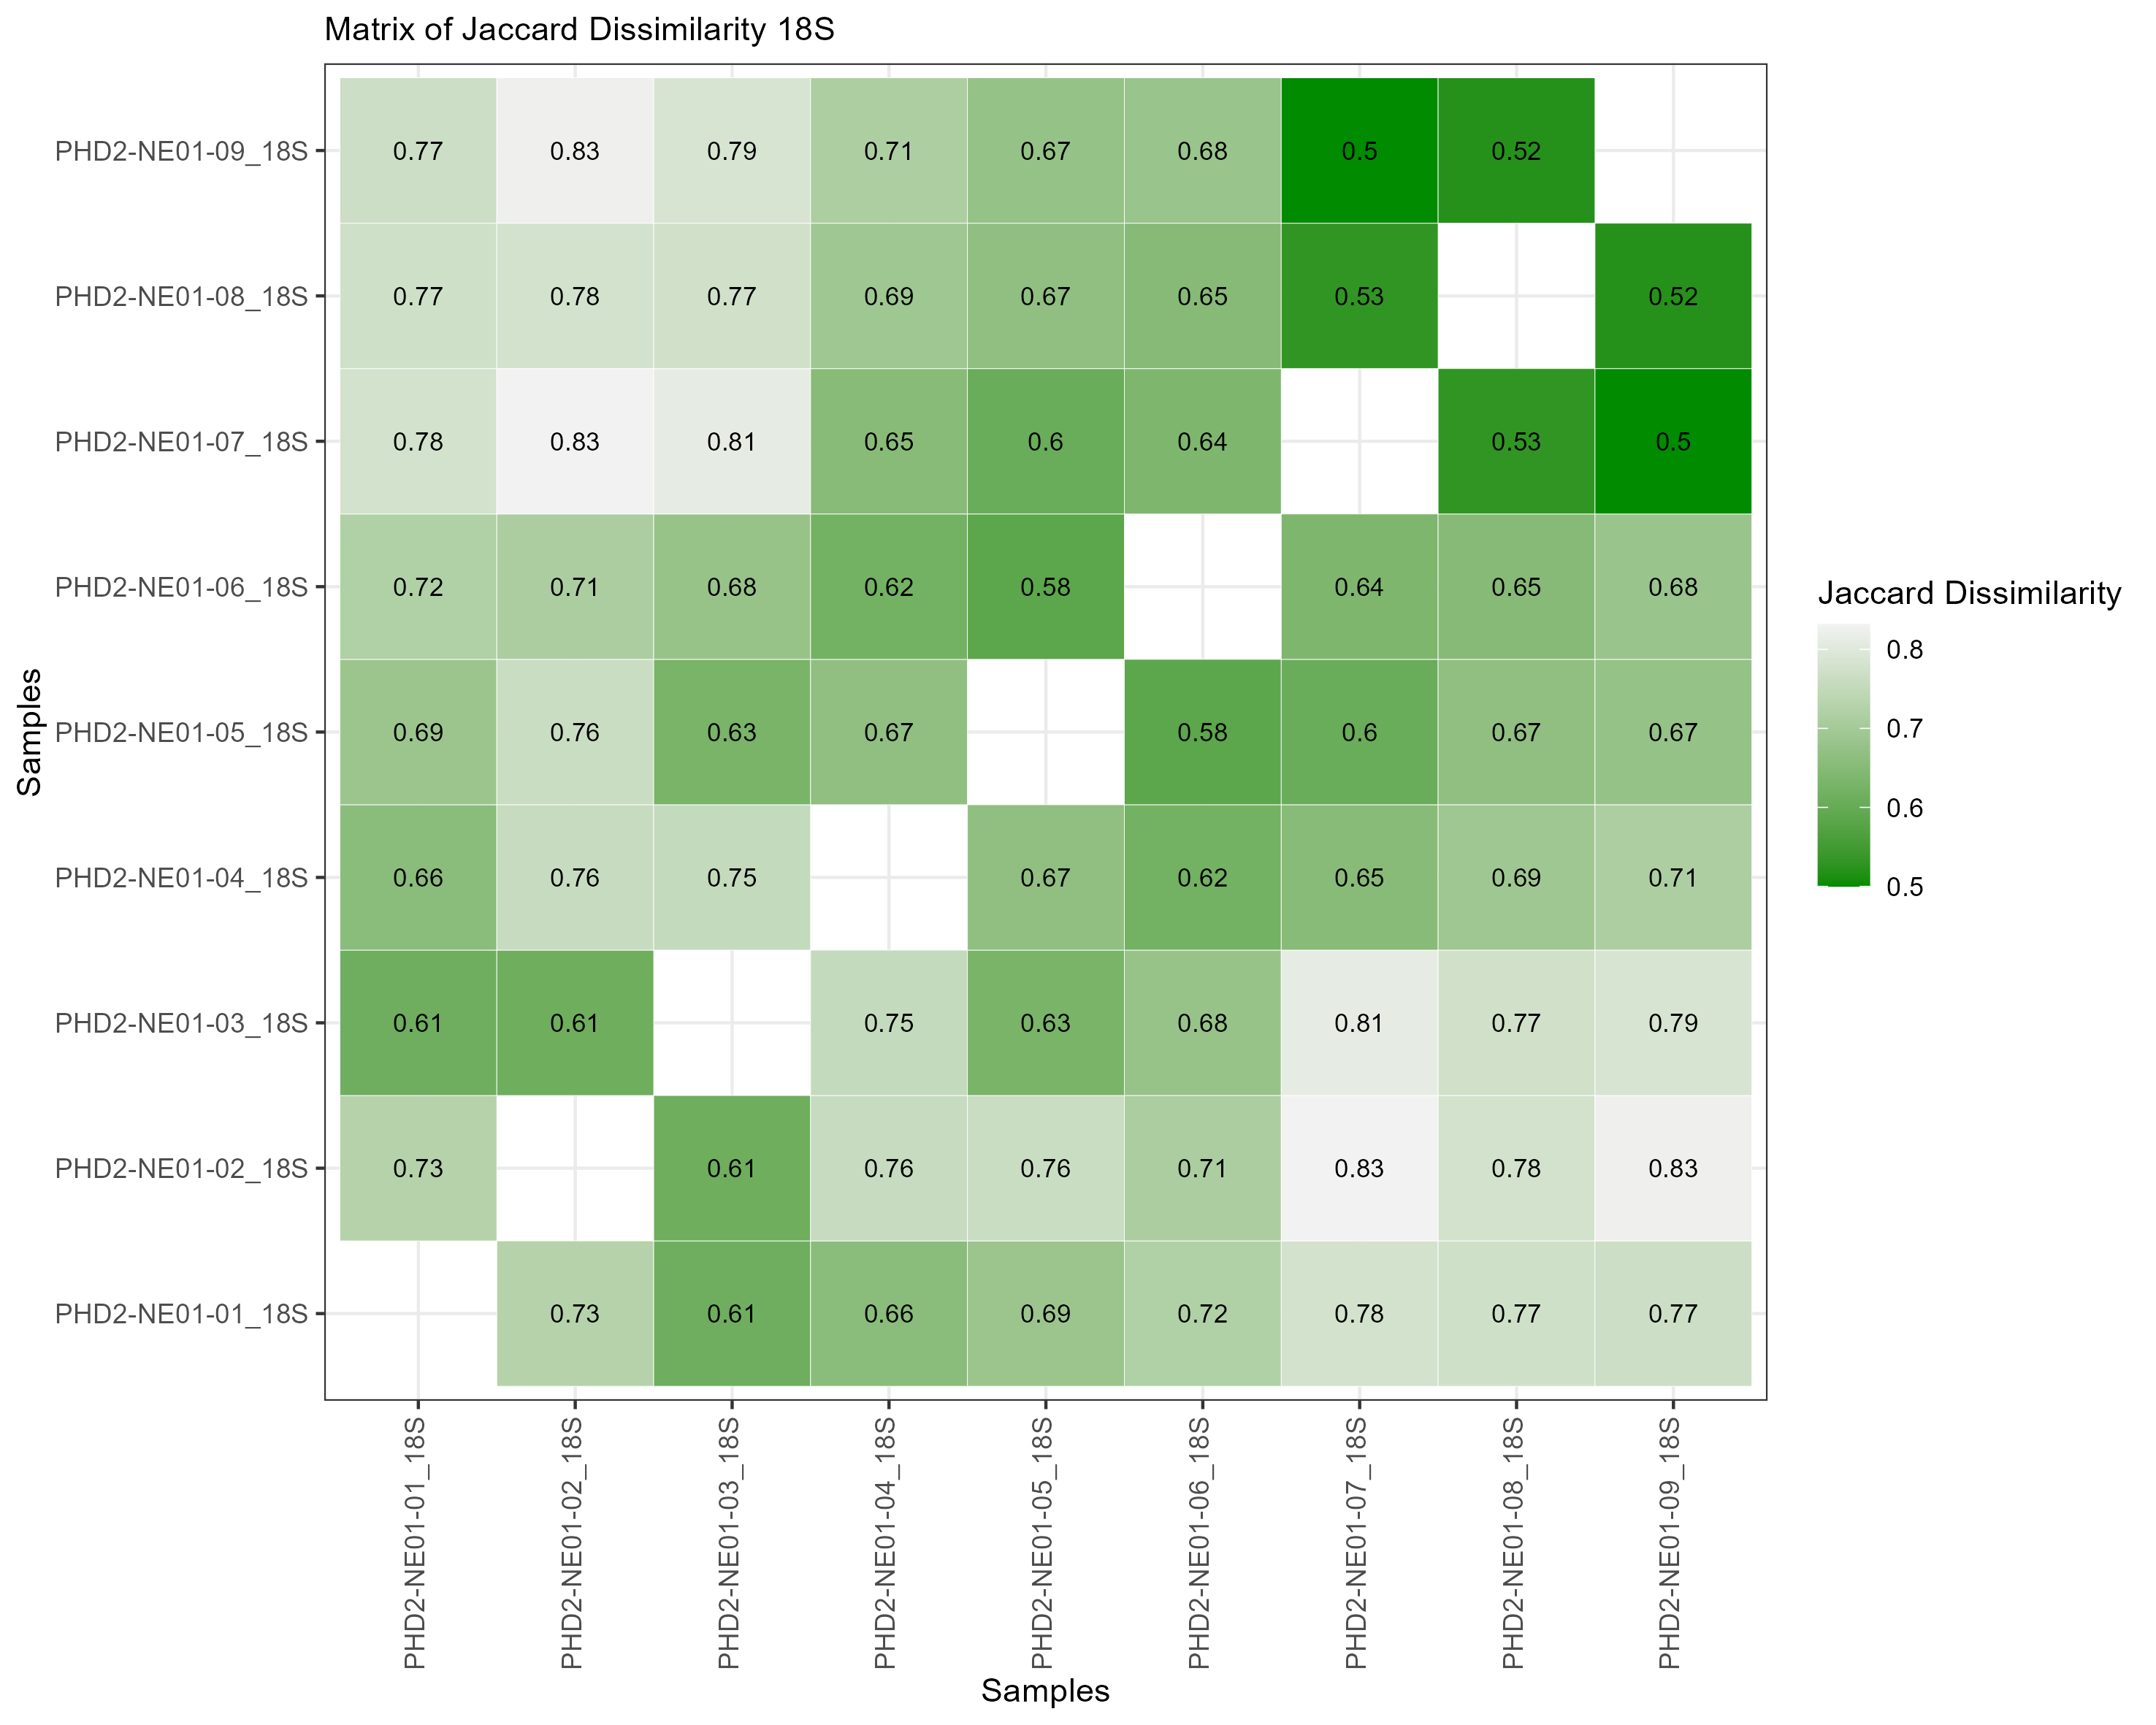 Matrix of Jaccard Dissimilarity 18S
PHD2-NE01-09_18S 0.77 0.83 0.79 0.71 0.67 0.68 0.5 0.52
PHD2-NE01-08_18S 0.77 0.78 0.77 0.69 0.67 0.65 0.53 0.52
PHD2-NE01-07_18S 0.78 0.83 0.81 0.65 0.6 0.64 0.53 0.5
PHD2-NE01-06_18S 0.72 0.71 0.68 0.62 0.58 0.64 0.65 0.68
PHD2-NE01-05_18S 0.69 0.76 0.63 0.67 0.58 0.6 0.67 0.67
PHD2-NE01-04_18S 0.66 0.76 0.75 0.67 0.62 0.65 0.69 0.71
PHD2-NE01-03_18S 0.61 0.61 0.75 0.63 0.68 0.81 0.77 0.79
PHD2-NE01-02_18S 0.73 0.61 0.76 0.76 0.71 0.83 0.78 0.83
PHD2-NE01-01_18S 0.73 0.61 0.66 0.69 0.72 0.78 0.77 0.77
Samples
PHD2-NE01-01_18S
PHD2-NE01-02_18S
PHD2-NE01-03_18S
PHD2-NE01-04_18S
PHD2-NE01-05_18S
PHD2-NE01-06_18S
PHD2-NE01-07_18S
PHD2-NE01-08_18S
PHD2-NE01-09_18S
Samples
Jaccard Dissimilarity
0.8
0.7
0.6
0.5